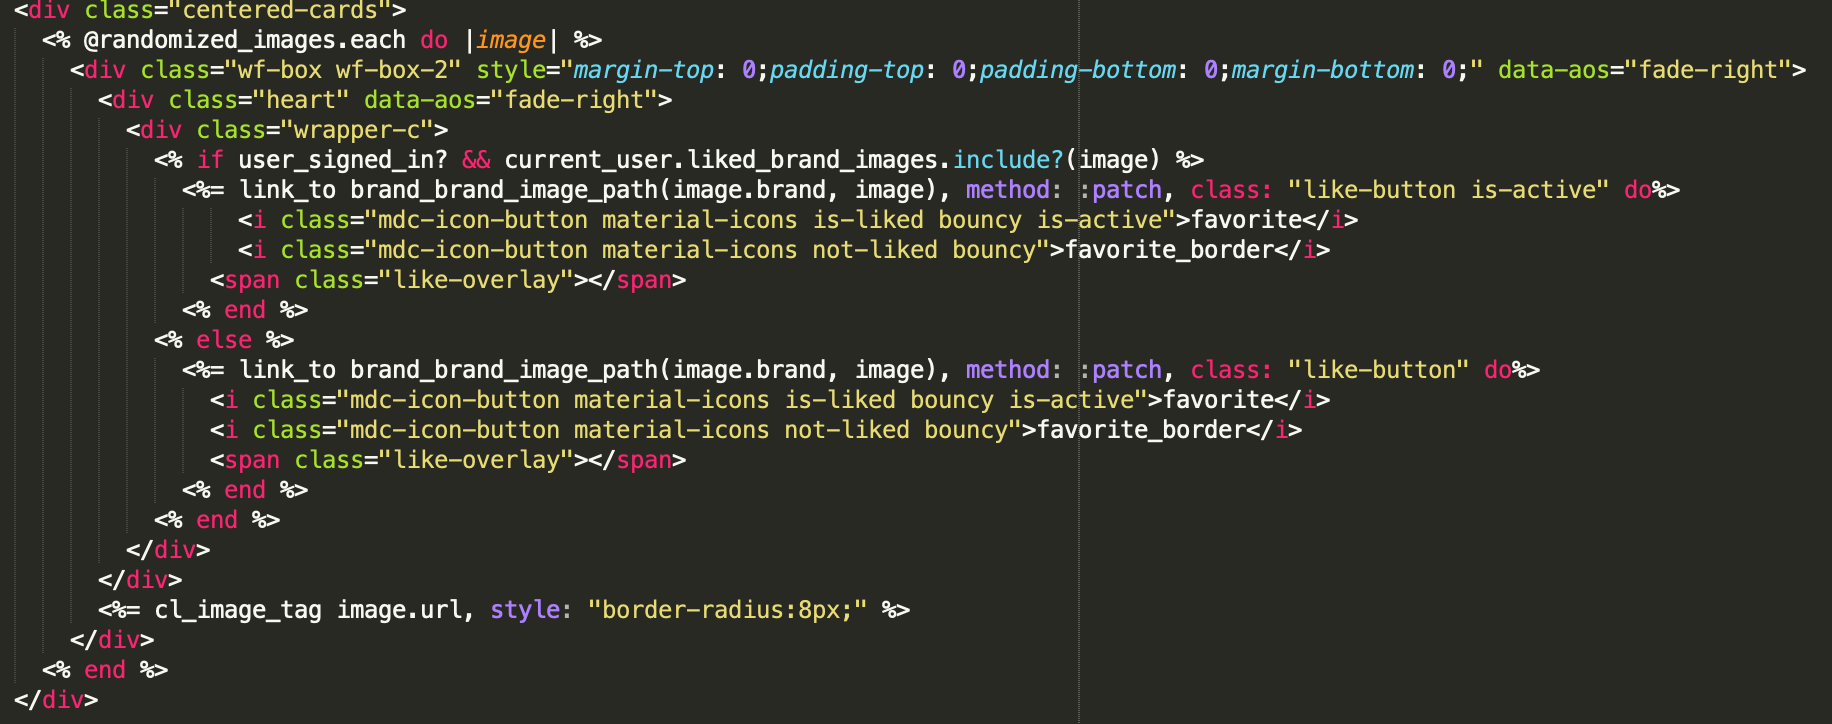 <div class="centered-cards">
  <% @randomized_images.each do |image| %>
    <div class="wf-box wf-box-2" style="margin-top: 0;padding-top: 0;padding-bottom: 0;margin-bottom: 0;" data-aos="fade-right">
      <div class="heart" data-aos="fade-right">
        <div class="wrapper-c">
          <% if user_signed_in? && current_user.liked_brand_images.include?(image) %>
            <%= link_to brand_brand_image_path(image.brand, image), method: :patch, class: "like-button is-active" do%>
                <i class="mdc-icon-button material-icons is-liked bouncy is-active">favorite</i>
                <i class="mdc-icon-button material-icons not-liked bouncy">favorite_border</i>
              <span class="like-overlay"></span>
            <% end %>
          <% else %>
            <%= link_to brand_brand_image_path(image.brand, image), method: :patch, class: "like-button" do%>
              <i class="mdc-icon-button material-icons is-liked bouncy is-active">favorite</i>
              <i class="mdc-icon-button material-icons not-liked bouncy">favorite_border</i>
              <span class="like-overlay"></span>
            <% end %>
          <% end %>
        </div>
      </div>
      <%= cl_image_tag image.url, style: "border-radius:8px;" %>
    </div>
  <% end %>
</div>